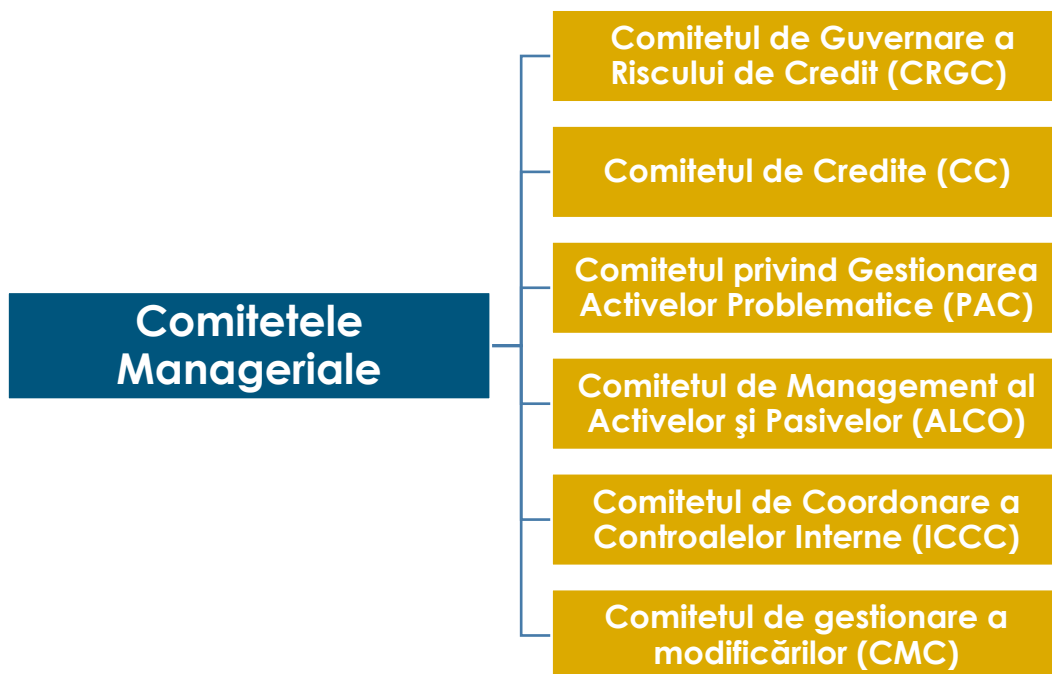 Comitetele
Manageriale
Comitetul de Guvernare a
Riscului de Credit (CRGC)
Comitetul de Credite (CC)
Comitetul privind Gestionarea
Activelor Problematice (PAC)
Comitetul de Management al
Activelor şi Pasivelor (ALCO)
Comitetul de Coordonare a
Controalelor Interne (ICCC)
Comitetul de gestionare a
modificărilor (CMC)